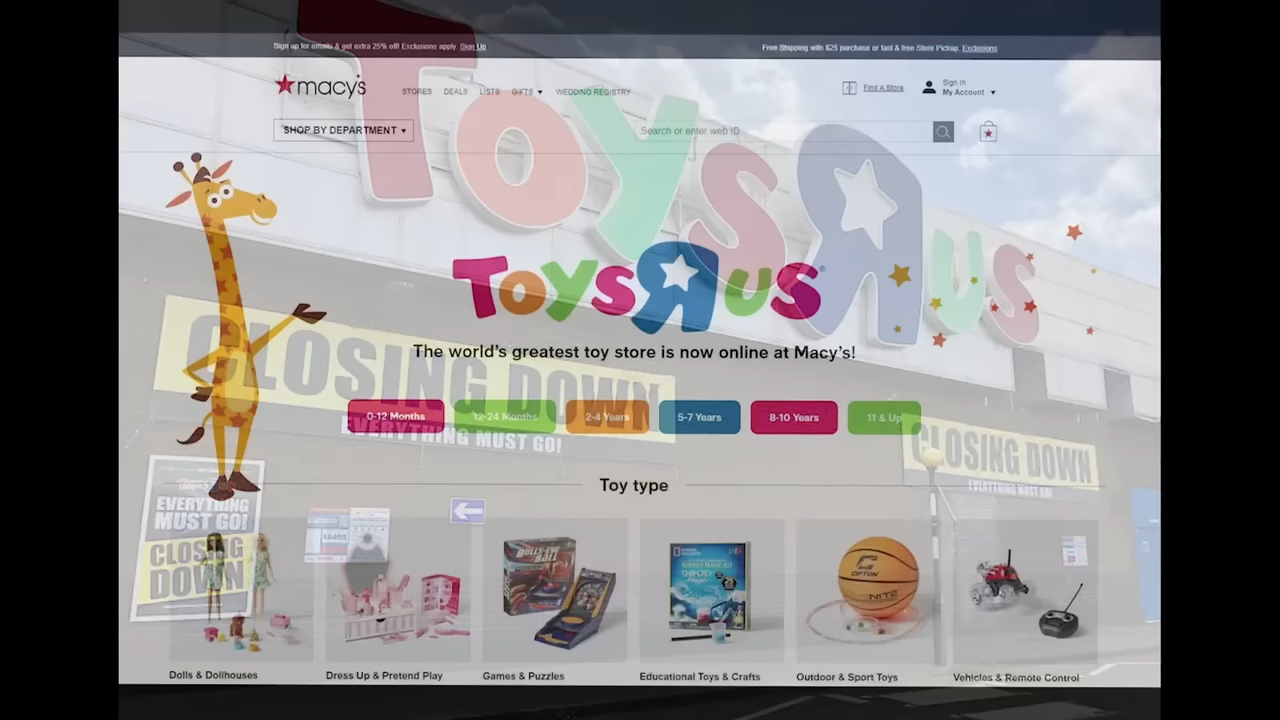 Sign up for emails & get extra 25% off! Exclusions apply. Sign Up
Free Shipping with $25 purchase or fast & free Store Pickup. Exclusions
macy's
STORES
DEALS
LISTS
GIFTS
WEDDING REGISTRY
Find A Store
Sign In
My Account
SHOP BY DEPARTMENT
Search or enter web ID
ToysRus
ToysRus
The world's greatest toy store is now online at Macy's!
CLOSING DOWN
EVERYTHING MUST GO!
0-12 Months
12-24 Months
2-4 Years
5-7 Years
8-10 Years
11 & Up
CLOSING DOWN
EVERYTHING MUST GO!
Toy type
EVERYTHING
MUST GO!
CLOSING
DOWN
BULLS-EYE
BALL
NATIONAL GEOGRAPHIC
SCIENCE MAGIC KIT
Dolls & Dollhouses
Dress Up & Pretend Play
Games & Puzzles
Educational Toys & Crafts
Outdoor & Sport Toys
Vehicles & Remote Control